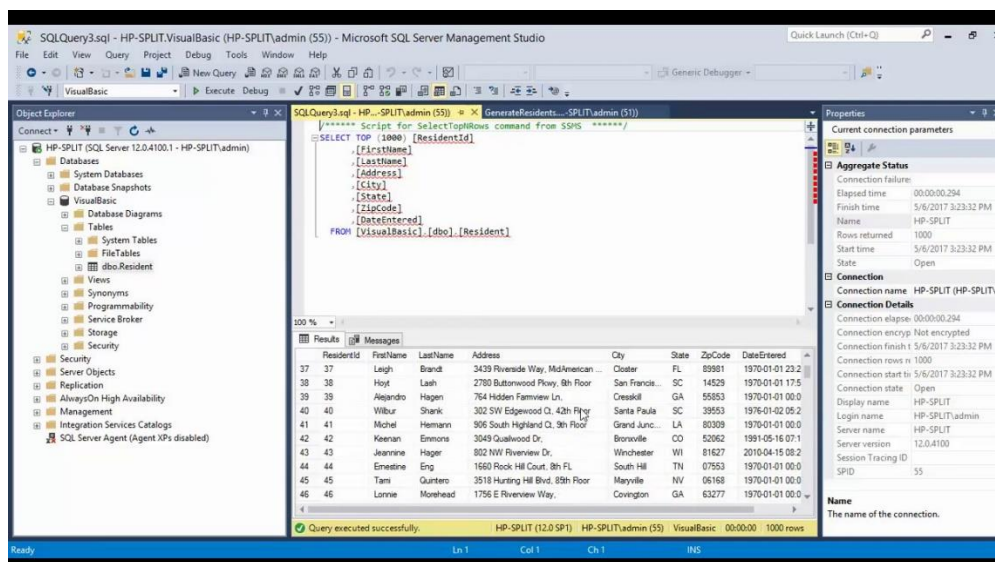 SQLQuery3.sql - HP-SPLIT.VisualBasic (HP-SPLIT\admin (55)) - Microsoft SQL Server Management Studio
Quick Launch (Ctrl+Q)
File Edit View Query Project Debug Tools Window Help
New Query
Generic Debugger
VisualBasic
Execute Debug
Object Explorer
Connect
HP-SPLIT (SQL Server 12.0.4100.1 - HP-SPLIT\admin)
Databases
System Databases
Database Snapshots
VisualBasic
Database Diagrams
Tables
System Tables
FileTables
dbo.Resident
Views
Synonyms
Programmability
Service Broker
Storage
Security
Security
Server Objects
Replication
AlwaysOn High Availability
Management
Integration Services Catalogs
SQL Server Agent (Agent XPs disabled)
SQLQuery3.sql - HP...-SPLIT\admin (55))
GenerateResidents....-SPLIT\admin (51))
/****** Script for SelectTopNRows command from SSMS ******/
SELECT TOP (1000) [ResidentId]
,[FirstName]
,[LastName]
,[Address]
,[City]
,[State]
,[ZipCode]
,[DateEntered]
FROM [VisualBasic].[dbo].[Resident]
100 %
Results Messages
ResidentId FirstName LastName Address City State ZipCode DateEntered
37 37 Leigh Brandt 3439 Riverside Way, MidAmerican ... Closter FL 89981 1970-01-01 23:2
38 38 Hoyt Lash 2780 Buttonwood Pkwy, 6th Floor San Francis... SC 14529 1970-01-01 17:5
39 39 Alejandro Hagen 764 Hidden Farmview Ln, Cresskill GA 55853 1970-01-01 00:0
40 40 Wilbur Shank 302 SW Edgewood Ct, 42th Floor Santa Paula SC 39553 1976-01-02 05:2
41 41 Michel Hermann 906 South Highland Ct, 9th Floor Grand Junc... LA 80309 1970-01-01 00:0
42 42 Keenan Emmons 3049 Quailwood Dr, Bronxville CO 52062 1991-05-16 07:1
43 43 Jeannine Hager 802 NW Riverview Dr, Winchester WI 81627 2010-04-15 08:2
44 44 Ernestine Eng 1660 Rock Hill Court, 8th FL South Hill TN 07553 1970-01-01 00:0
45 45 Tami Quintero 3518 Hunting Hill Blvd, 85th Floor Maryville NV 06168 1970-01-01 00:0
46 46 Lonnie Morehead 1756 E Riverview Way, Covington GA 63277 1970-01-01 00:0
Query executed successfully.
HP-SPLIT (12.0 SP1) HP-SPLIT\admin (55) VisualBasic 00:00:00 1000 rows
Properties
Current connection parameters
Aggregate Status
Connection failure
Elapsed time 00:00:00.294
Finish time 5/6/2017 3:23:32 PM
Name HP-SPLIT
Rows returned 1000
Start time 5/6/2017 3:23:32 PM
State Open
Connection
Connection name HP-SPLIT (HP-SPLIT\
Connection Details
Connection elapse 00:00:00.294
Connection encryp Not encrypted
Connection finish t 5/6/2017 3:23:32 PM
Connection rows re 1000
Connection start ti 5/6/2017 3:23:32 PM
Connection state Open
Display name HP-SPLIT
Login name HP-SPLIT\admin
Server name HP-SPLIT
Server version 12.0.4100
Session Tracing ID
SPID 55
Name
The name of the connection.
Ready
Ln 1 Col 1 Ch 1 INS